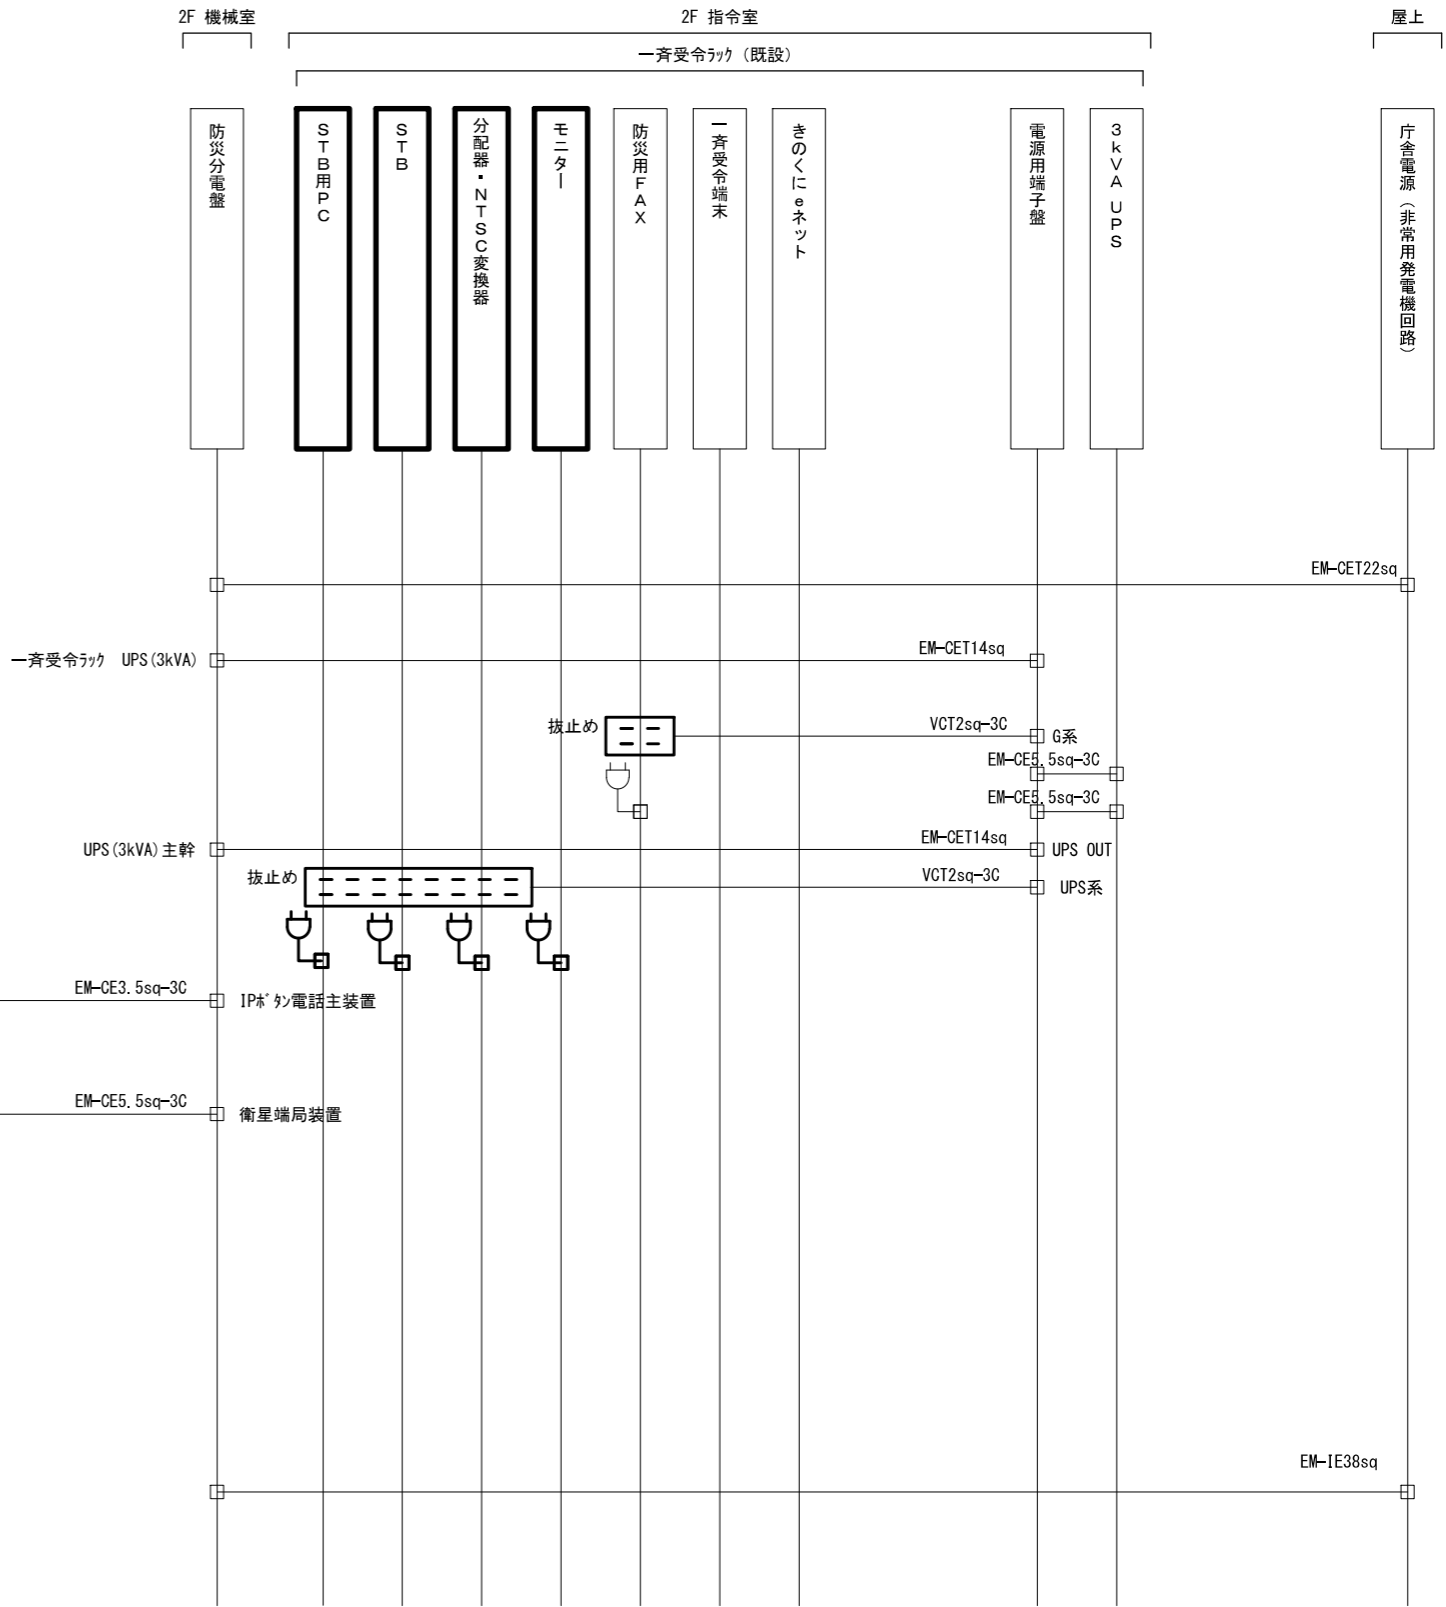 2F 機械室
2F 指令室
屋上
一斉受令ﾗｯｸ（既設）
防災分電盤
STB用PC
STB
分配器・NTSC変換器
モニター
防災用FAX
一斉受令端末
きのくにeネット
電源用端子盤
3kVA UPS
庁舎電源（非常用発電機回路）
EM-CET22sq
一斉受令ﾗｯｸ UPS(3kVA)
EM-CET14sq
抜止め
VCT2sq-3C
G系
EM-CE5.5sq-3C
EM-CE5.5sq-3C
UPS(3kVA)主幹
EM-CET14sq
UPS OUT
抜止め
VCT2sq-3C
UPS系
EM-CE3.5sq-3C
IPﾎﾞﾀﾝ電話主装置
EM-CE5.5sq-3C
衛星端局装置
EM-IE38sq